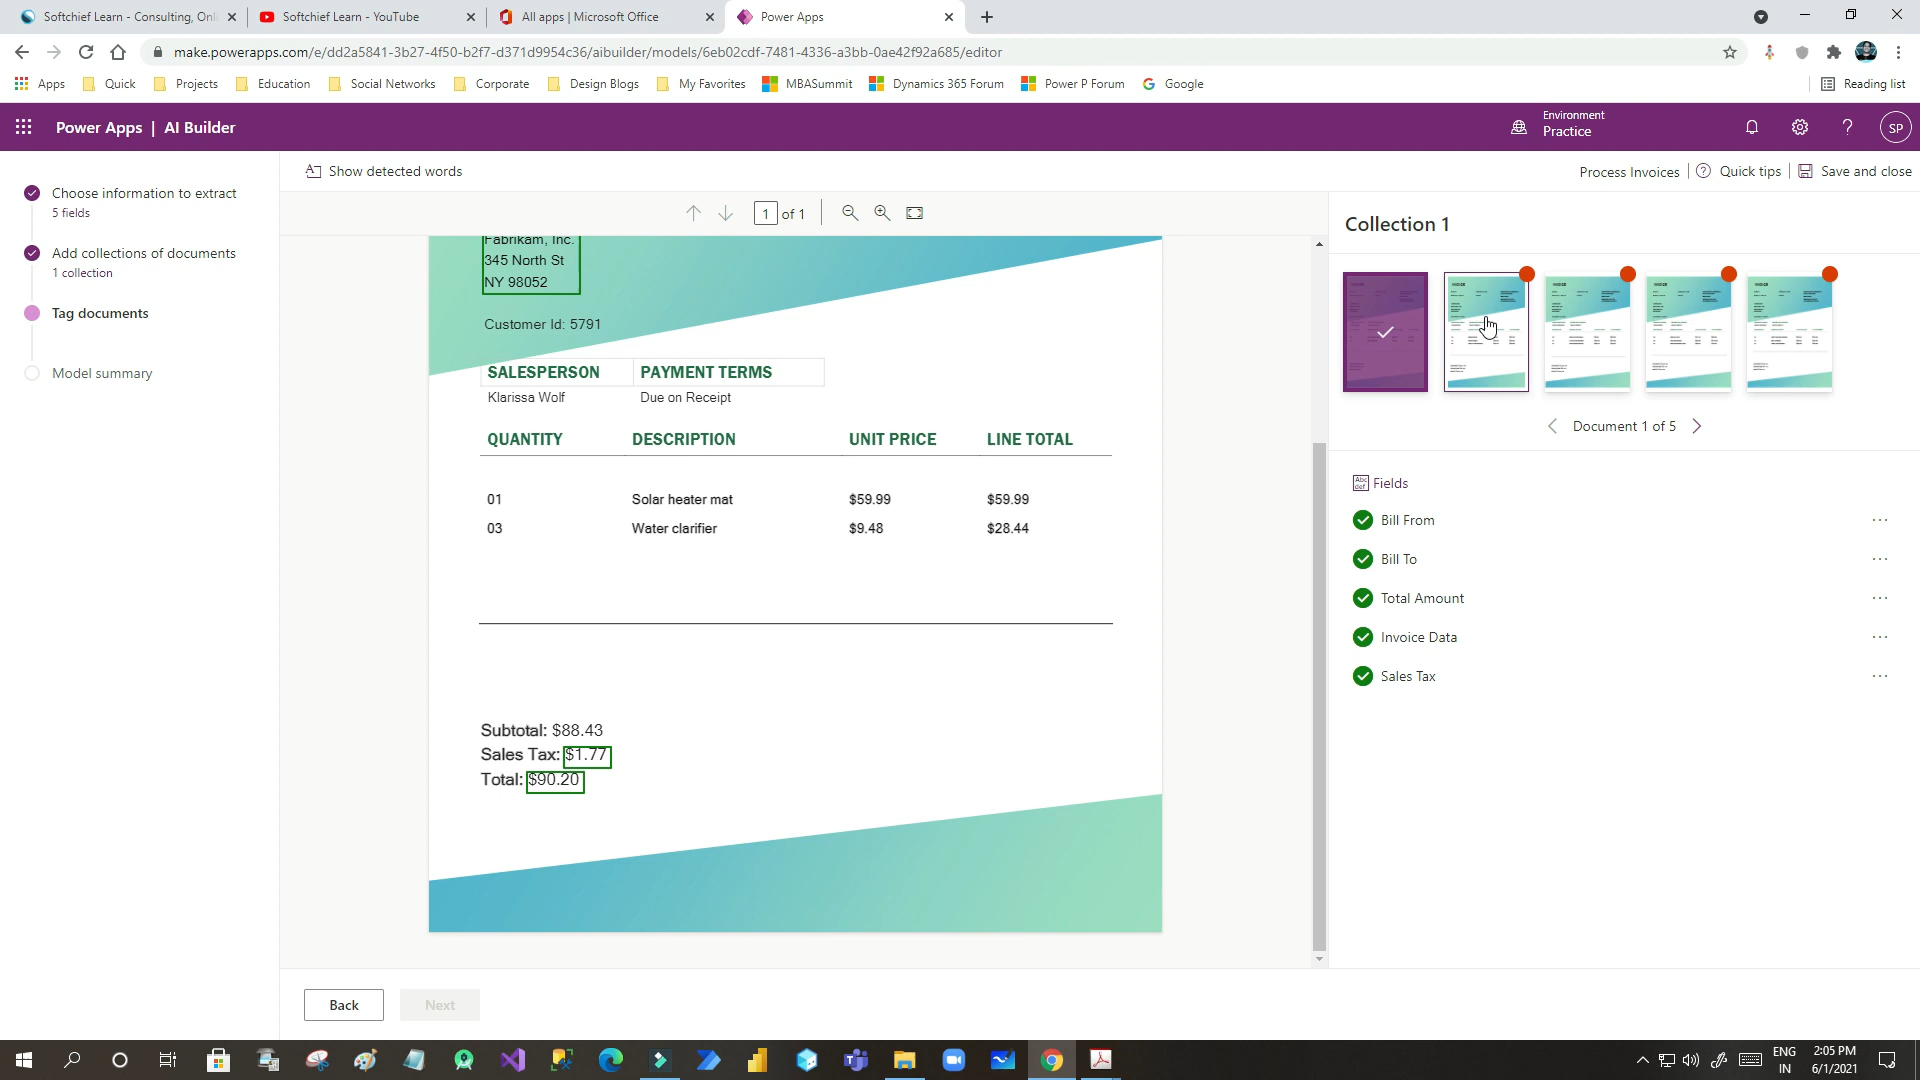 Softchief Learn - Consulting, Onli
Softchief Learn - YouTube
All apps | Microsoft Office
Power Apps
make.powerapps.com/e/dd2a5841-3b27-4f50-b2f7-d371d9954c36/aibuilder/models/6eb02cdf-7481-4336-a3bb-0ae42f92a685/editor
Apps
Quick
Projects
Education
Social Networks
Corporate
Design Blogs
My Favorites
MBASummit
Dynamics 365 Forum
Power P Forum
Google
Reading list
Power Apps | AI Builder
Environment
Practice
SP
Choose information to extract
5 fields
Add collections of documents
1 collection
Tag documents
Model summary
Show detected words
Process Invoices
Quick tips
Save and close
1 of 1
Fabrikam, Inc.
345 North St
NY 98052
Customer Id: 5791
SALESPERSON PAYMENT TERMS
Klarissa Wolf Due on Receipt
QUANTITY DESCRIPTION UNIT PRICE LINE TOTAL
01 Solar heater mat $59.99 $59.99
03 Water clarifier $9.48 $28.44
Subtotal: $88.43
Sales Tax: $1.77
Total: $90.20
Collection 1
Document 1 of 5
Fields
Bill From
Bill To
Total Amount
Invoice Data
Sales Tax
Back
Next
ENG
IN
2:05 PM
6/1/2021